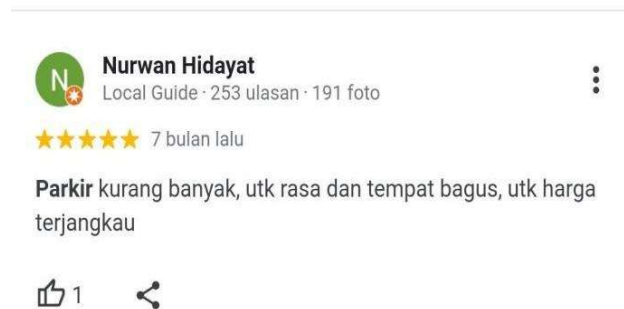 N
Nurwan Hidayat
Local Guide · 253 ulasan · 191 foto
7 bulan lalu
Parkir kurang banyak, utk rasa dan tempat bagus, utk harga
terjangkau
1